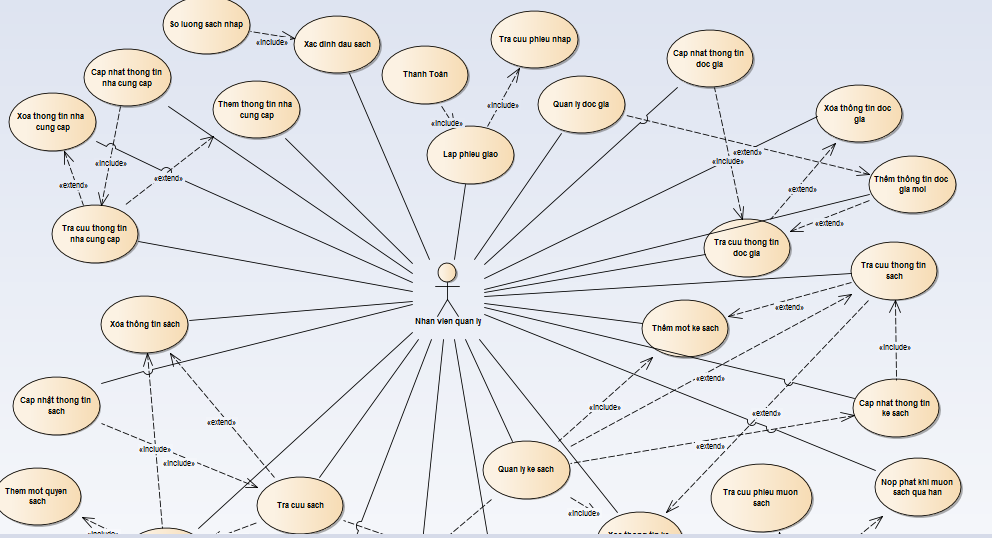 So luong sach nhap
«include»
Xac dinh dau sach
Tra cuu phieu nhap
Cap nhat thong tin
doc gia
Cap nhat thong tin
nha cung cap
Thanh Toán
Them thong tin nha
cung cap
Quan ly doc gia
Xoa thông tin doc
gia
Xoa thong tin nha
cung cap
«include»
«include»
Lap phieu giao
«extend»
«include»
«include»
«extend»
«extend»
«extend»
Thêm thông tin doc
gia moi
«extend»
Tra cuu thong tin
nha cung cap
Tra cuu thong tin
doc gia
Tra cuu thong tin
sach
Nhan vien quan ly
Xoa thông tin sach
«extend»
Thêm mot ke sach
«include»
«extend»
Cap nhật thong tin
sach
«include»
Cap nhat thong tin
ke sach
«extend»
«extend»
«include»
«include»
«extend»
Quan ly ke sach
Them mot quyen
sach
Tra cuu sach
Tra cuu phieu muon
sach
Nop phat khi muon
sach qua han
«include»